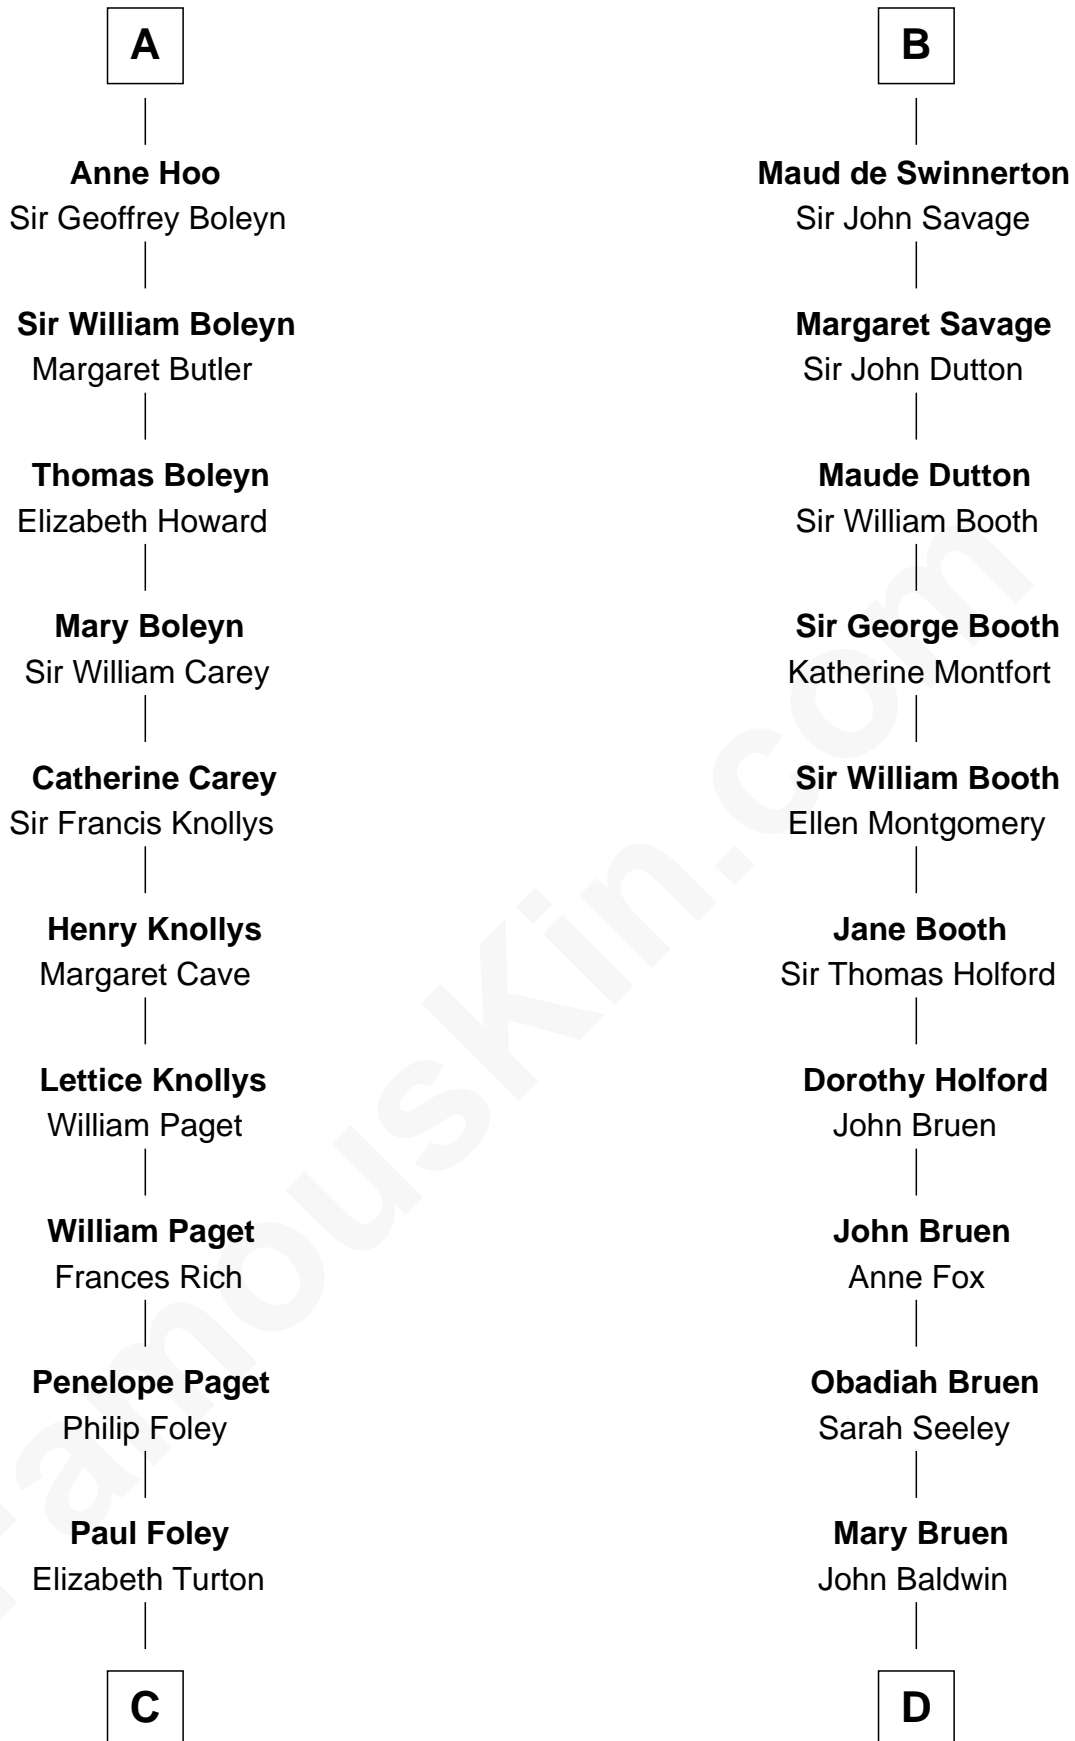 A
Anne Hoo
Sir Geoffrey Boleyn
Sir William Boleyn
Margaret Butler
Thomas Boleyn
Elizabeth Howard
Mary Boleyn
Sir William Carey
Catherine Carey
Sir Francis Knollys
Henry Knollys
Margaret Cave
Lettice Knollys
William Paget
William Paget
Frances Rich
Penelope Paget
Philip Foley
Paul Foley
Elizabeth Turton
C
B
Maud de Swinnerton
Sir John Savage
Margaret Savage
Sir John Dutton
Maude Dutton
Sir William Booth
Sir George Booth
Katherine Montfort
Sir William Booth
Ellen Montgomery
Jane Booth
Sir Thomas Holford
Dorothy Holford
John Bruen
John Bruen
Anne Fox
Obadiah Bruen
Sarah Seeley
Mary Bruen
John Baldwin
D
FamousKin.com